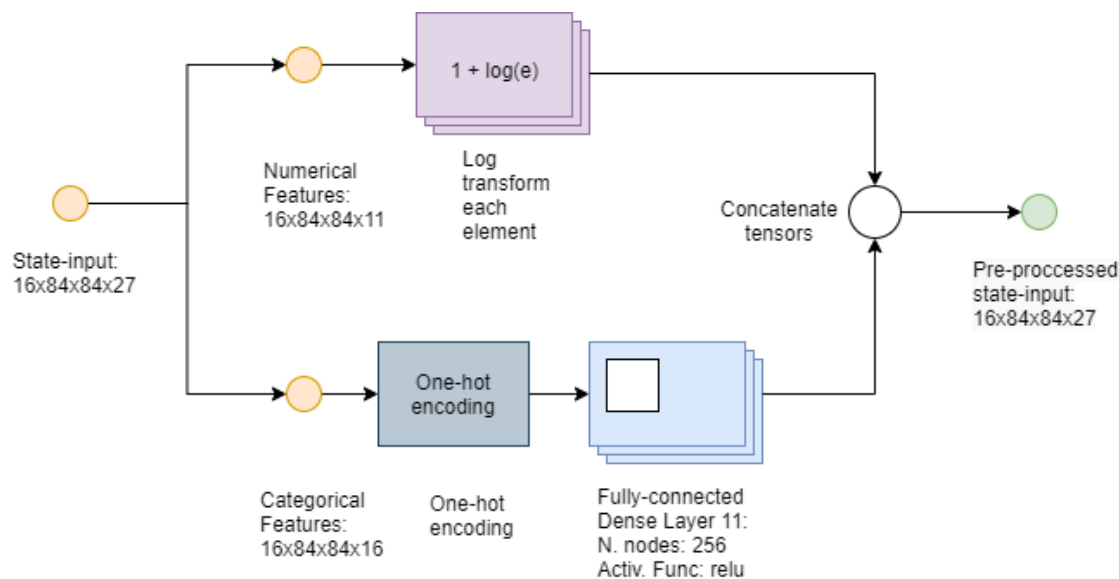 State-input:
16x84x84x27
Numerical
Features:
16x84x84x11
1 + log(e)
Log
transform
each
element
Categorical
Features:
16x84x84x16
One-hot
encoding
One-hot
encoding
Fully-connected
Dense Layer 11:
N. nodes: 256
Activ. Func: relu
Concatenate
tensors
Pre-proccessed
state-input:
16x84x84x27